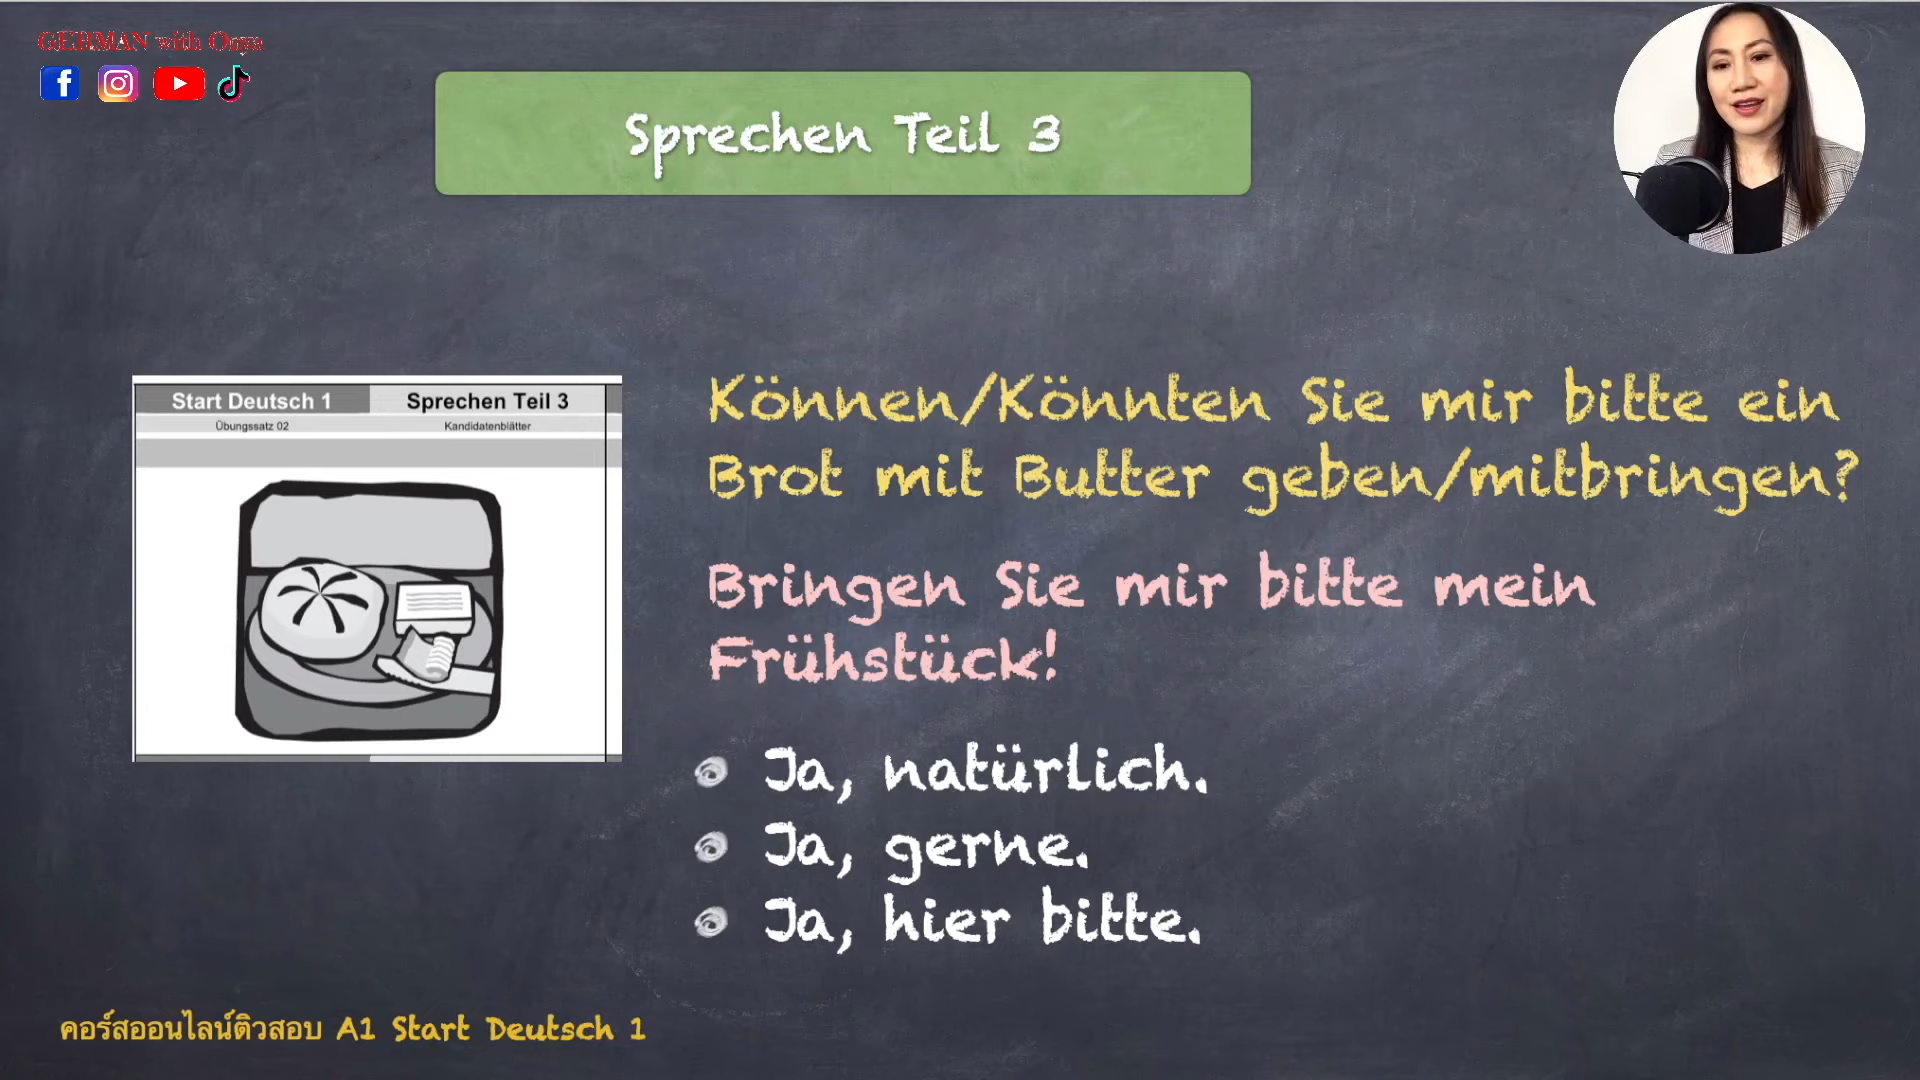 GERMAN with Onya
Sprechen Teil 3
Start Deutsch 1
Sprechen Teil 3
Übungssatz 02
Kandidatenblätter
Können/Könnten Sie mir bitte ein
Brot mit Butter geben/mitbringen?
Bringen Sie mir bitte mein
Frühstück!
Ja, natürlich.
Ja, gerne.
Ja, hier bitte.
คอร์สออนไลน์ติวสอบ A1 Start Deutsch 1